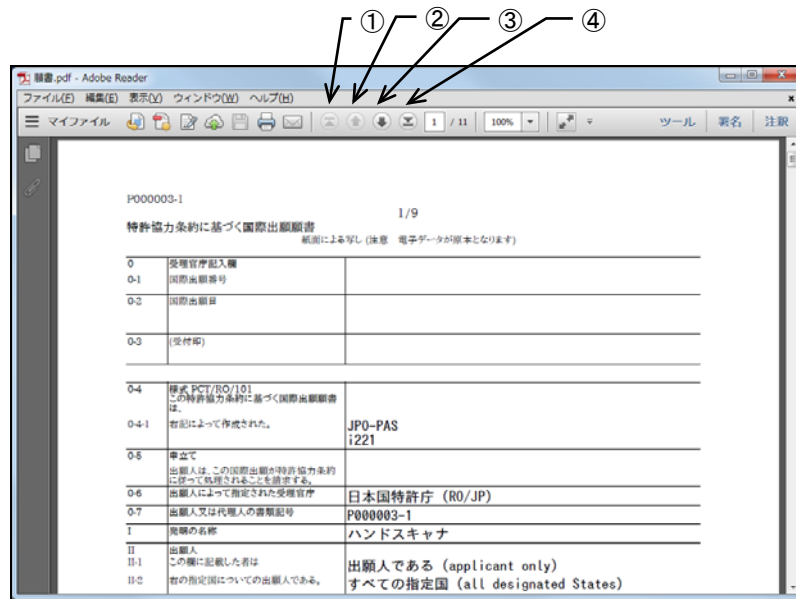 ① ② ③ ④
願書.pdf - Adobe Reader
ファイル(F) 編集(E) 表示(V) ウィンドウ(W) ヘルプ(H)
マイファイル 1 / 11 100% ツール 署名 注釈
P000003-1
1/9
特許協力条約に基づく国際出願願書
紙面による写し (注意 電子データが原本となります)
0 受理官庁記入欄
0-1 国際出願番号
0-2 国際出願日
0-3 (受付印)
0-4 様式 PCT/RO/101
この特許協力条約に基づく国際出願願書
は、
0-4-1 右記によって作成された。 JPO-PAS
i221
0-5 申立て
出願人は、この国際出願が特許協力条約
に従って処理されることを請求する。
0-6 出願人によって指定された受理官庁 日本国特許庁 (RO/JP)
0-7 出願人又は代理人の書類記号 P000003-1
I 発明の名称 ハンドスキャナ
II 出願人
II-1 この欄に記載した者は 出願人である (applicant only)
II-2 右の指定国についての出願人である。 すべての指定国 (all designated States)